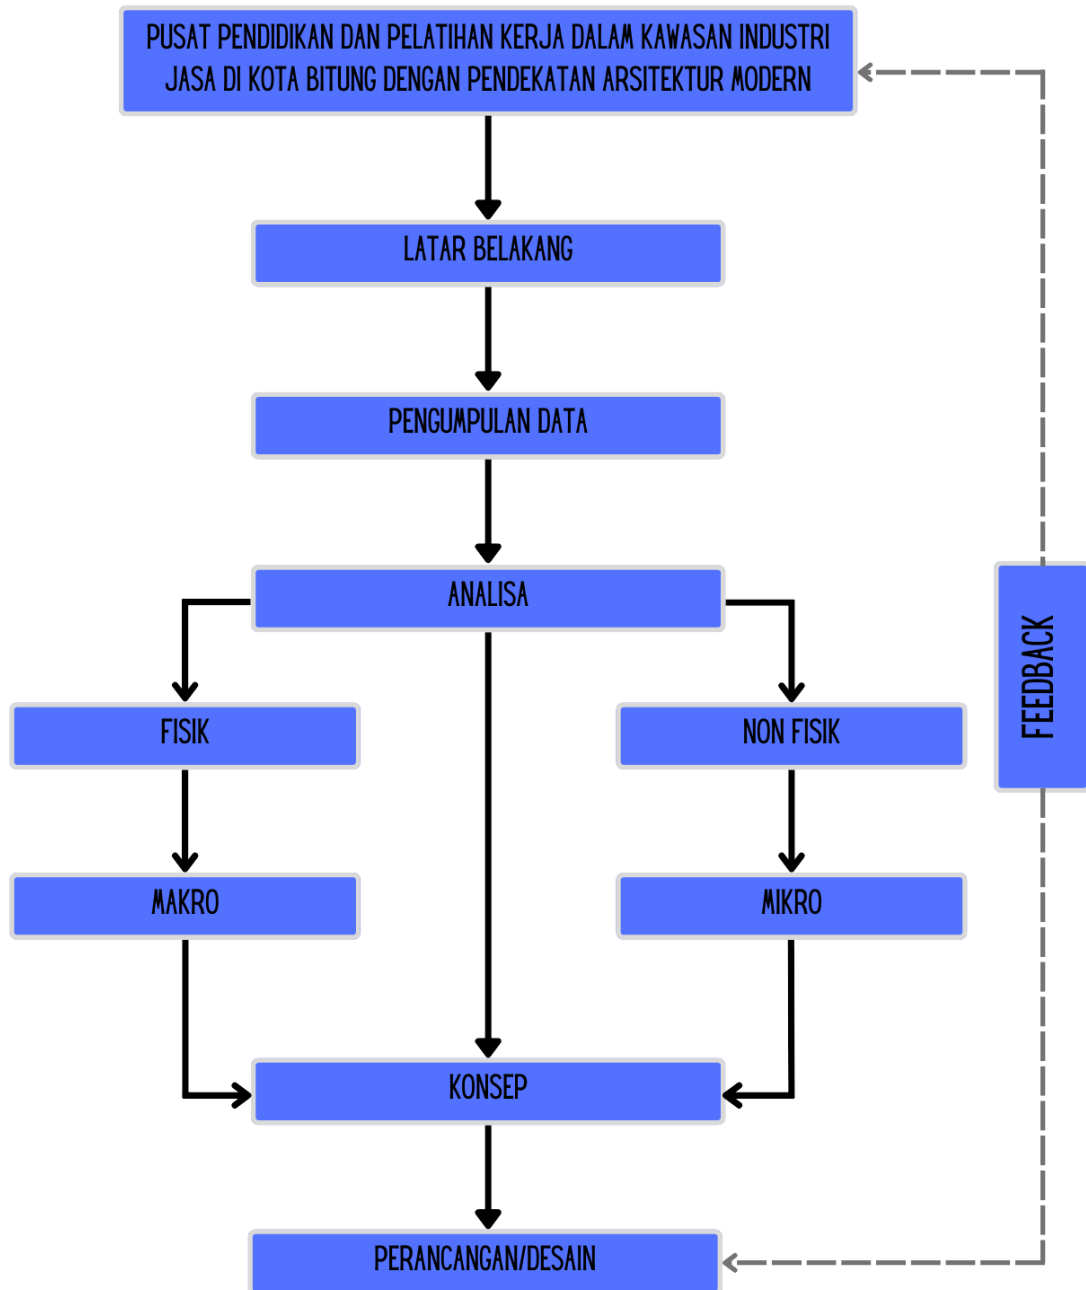 PUSAT PENDIDIKAN DAN PELATIHAN KERJA DALAM KAWASAN INDUSTRI
JASA DI KOTA BITUNG DENGAN PENDEKATAN ARSITEKTUR MODERN
LATAR BELAKANG
PENGUMPULAN DATA
ANALISA
FISIK
NON FISIK
FEEDBACK
MAKRO
MIKRO
KONSEP
PERANCANGAN/DESAIN